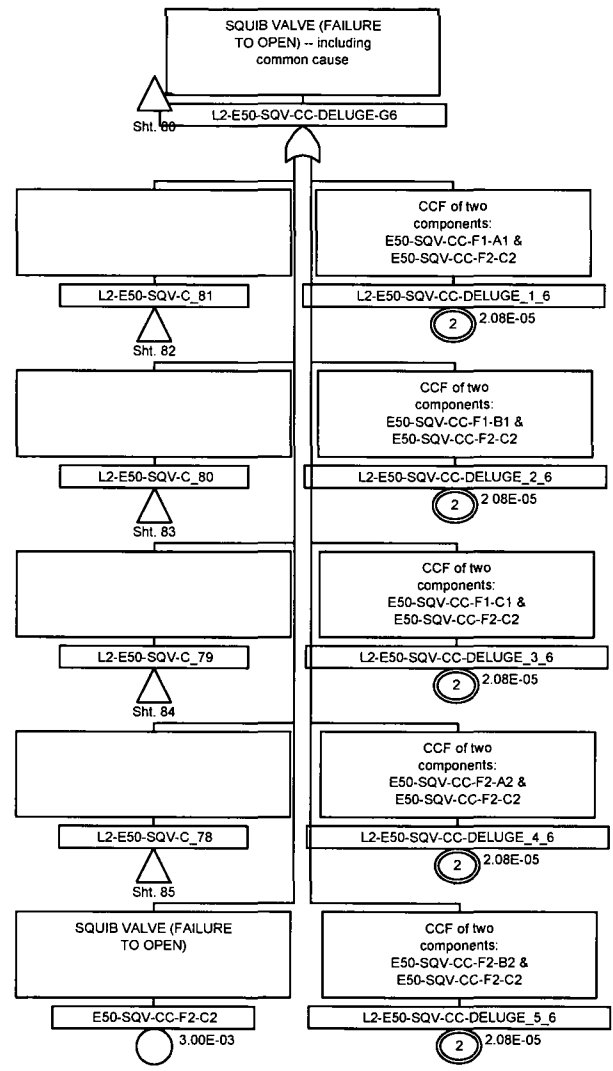 SQUIB VALVE (FAILURE
TO OPEN) -- including
common cause
Sht. 80
L2-E50-SQV-CC-DELUGE-G6
L2-E50-SQV-C_81
Sht. 82
CCF of two
components:
E50-SQV-CC-F1-A1 &
E50-SQV-CC-F2-C2
L2-E50-SQV-CC-DELUGE_1_6
2
2.08E-05
L2-E50-SQV-C_80
Sht. 83
CCF of two
components:
E50-SQV-CC-F1-B1 &
E50-SQV-CC-F2-C2
L2-E50-SQV-CC-DELUGE_2_6
2
2 08E-05
L2-E50-SQV-C_79
Sht. 84
CCF of two
components:
E50-SQV-CC-F1-C1 &
E50-SQV-CC-F2-C2
L2-E50-SQV-CC-DELUGE_3_6
2
2.08E-05
L2-E50-SQV-C_78
Sht. 85
CCF of two
components:
E50-SQV-CC-F2-A2 &
E50-SQV-CC-F2-C2
L2-E50-SQV-CC-DELUGE_4_6
2
2.08E-05
SQUIB VALVE (FAILURE
TO OPEN)
E50-SQV-CC-F2-C2
3.00E-03
CCF of two
components:
E50-SQV-CC-F2-B2 &
E50-SQV-CC-F2-C2
L2-E50-SQV-CC-DELUGE_5_6
2
2.08E-05